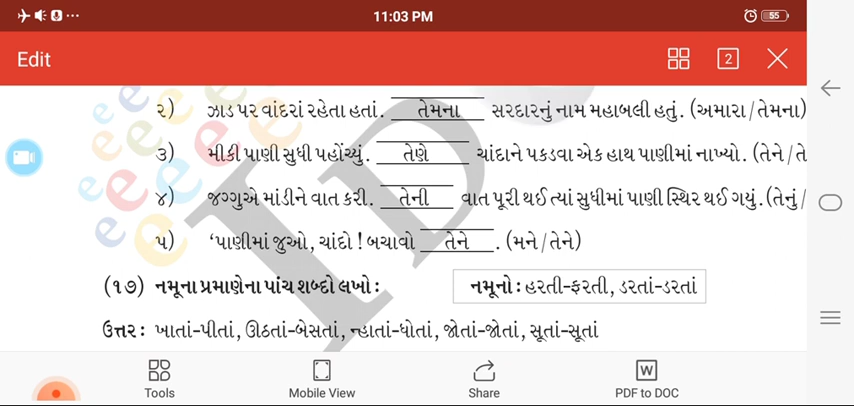 11:03 PM
55
Edit
2
૨) ઝાડ પર વાંદરાં રહેતા હતાં. તેમના સરદારનું નામ મહાબલી હતું. (અમારા/તેમના)
૩) મીકી પાણી સુધી પહોંચ્યું. તેણે ચાંદાને પકડવા એક હાથ પાણીમાં નાખ્યો. (તેને/તે
૪) જગ્ગુએ માંડીને વાત કરી. તેની વાત પૂરી થઈ ત્યાં સુધીમાં પાણી સ્થિર થઈ ગયું.(તેનું/
૫) ‘પાણીમાં જુઓ, ચાંદો ! બચાવો તેને. (મને/તેને)
(૧૭) નમૂના પ્રમાણેના પાંચ શબ્દો લખો : નમૂનો : હરતી-ફરતી, ડરતાં-ડરતાં
ઉત્તર : ખાતાં-પીતાં, ઊઠતાં-બેસતાં, ન્હાતાં-ધોતાં, જોતાં-જોતાં, સૂતાં-સૂતાં
Tools Mobile View Share PDF to DOC
W